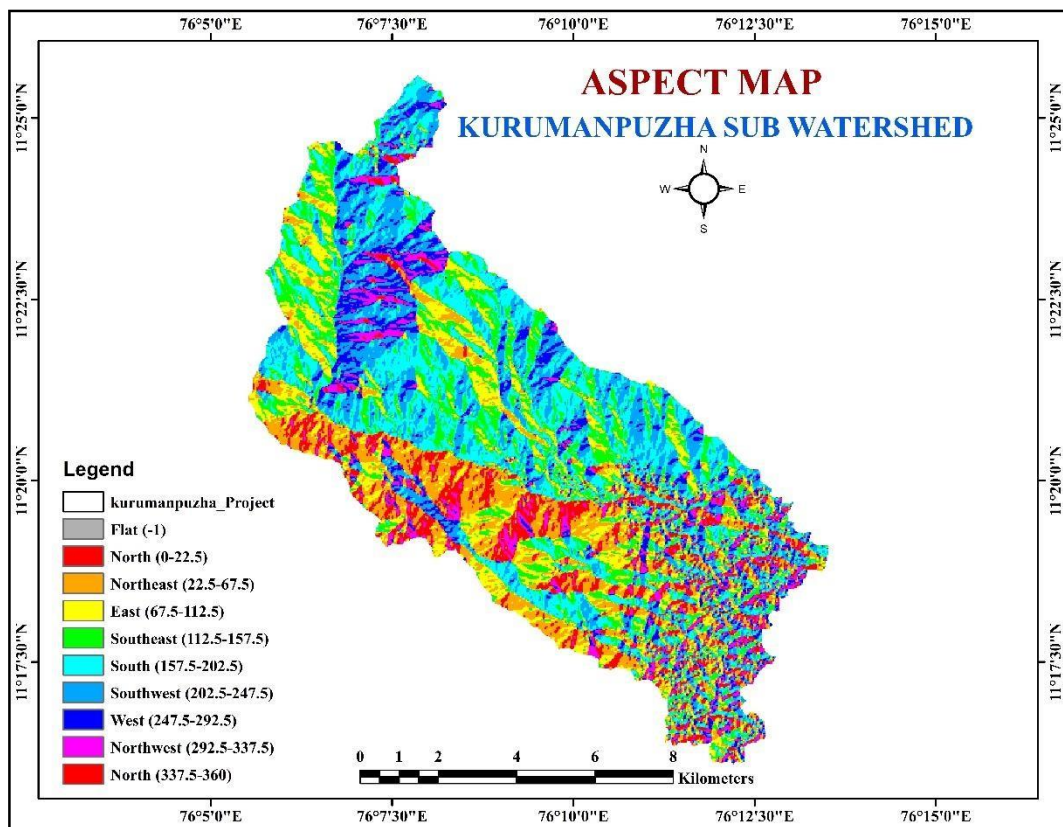 76°5'0"E 76°7'30"E 76°10'0"E 76°12'30"E 76°15'0"E
ASPECT MAP
KURUMANPUZHA SUB WATERSHED
N
W E
S
11°25'0"N 11°25'0"N
11°22'30"N 11°22'30"N
11°20'0"N 11°20'0"N
11°17'30"N 11°17'30"N
Legend
kurumanpuzha_Project
Flat (-1)
North (0-22.5)
Northeast (22.5-67.5)
East (67.5-112.5)
Southeast (112.5-157.5)
South (157.5-202.5)
Southwest (202.5-247.5)
West (247.5-292.5)
Northwest (292.5-337.5)
North (337.5-360)
0 1 2 4 6 8
Kilometers
76°5'0"E 76°7'30"E 76°10'0"E 76°12'30"E 76°15'0"E